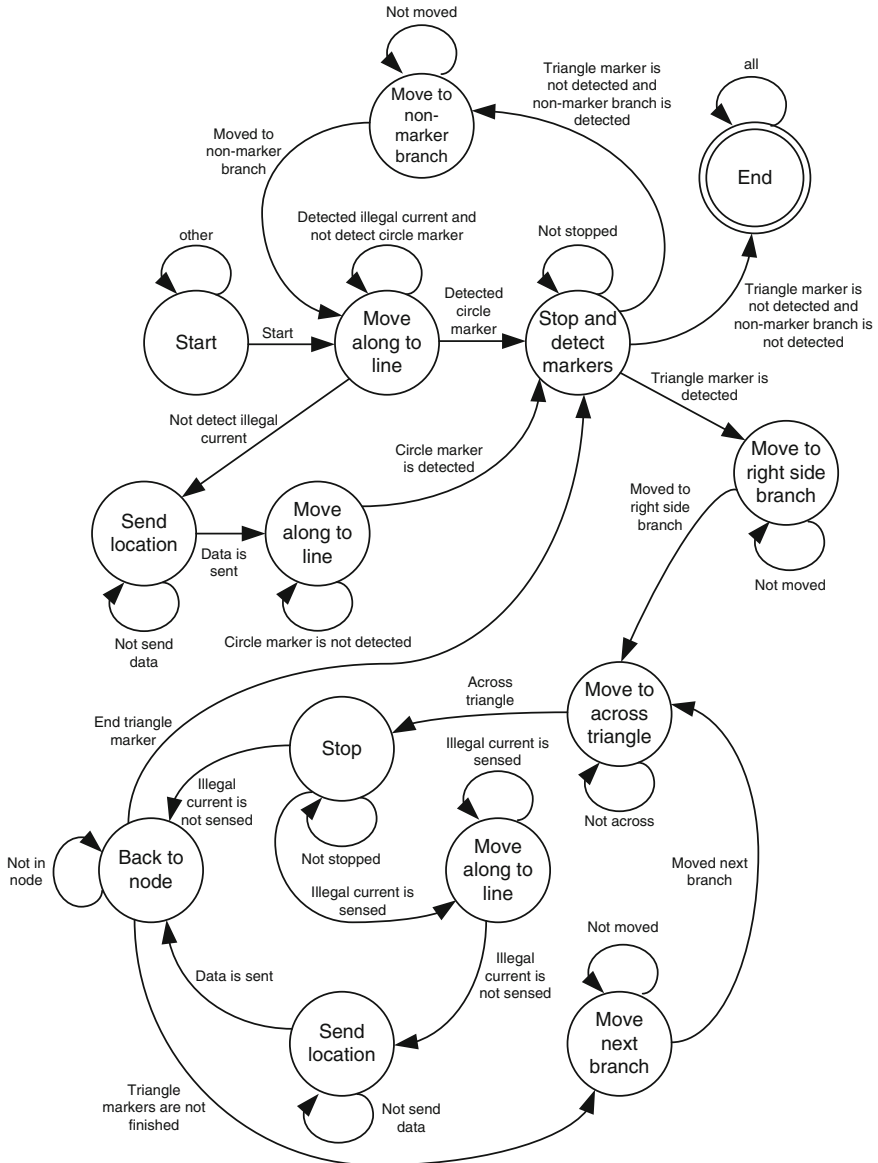 Not moved
Move to
non-
marker
branch
Triangle marker is
not detected and
non-marker branch is
detected
all
End
Moved to
non-marker
branch
Detected illegal current and
not detect circle marker
other
Not stopped
Start
Start
Move
along to
line
Detected
circle
marker
Stop and
detect
markers
Triangle marker is
not detected and
non-marker branch is
not detected
Triangle marker is
detected
Not detect illegal
current
Circle marker
is detected
Move to
right side
branch
Moved to
right side
branch
Send
location
Data is
sent
Move
along to
line
Not moved
Not send
data
Circle marker is not detected
Across
triangle
Move to
across
triangle
End triangle
marker
Stop
Illegal current is
sensed
Illegal
current is
not sensed
Not across
Not in
node
Back to
node
Not stopped
Move
along to
line
Moved next
branch
Illegal current is
sensed
Not moved
Data is sent
Illegal
current is
not sensed
Send
location
Move
next
branch
Triangle
markers are not
finished
Not send
data